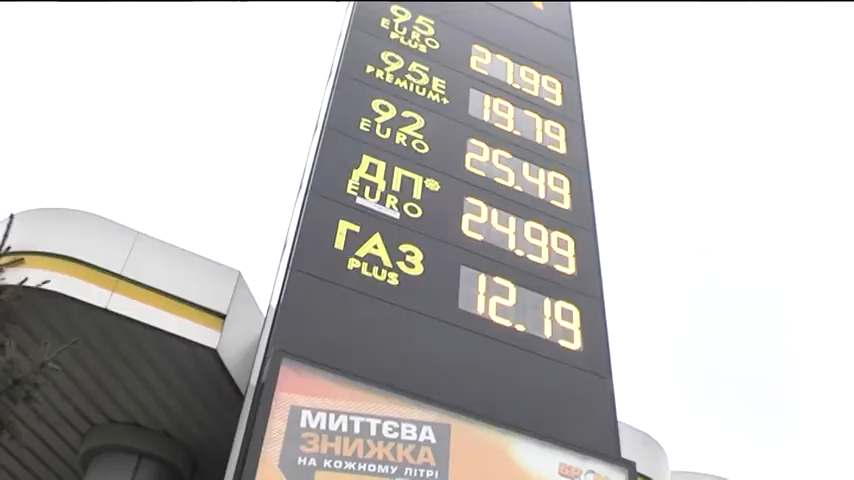 95
EURO
PLUS
27.99
95E
PREMIUM+
19.79
92
EURO
25.49
ДП*
EURO
24.99
ГАЗ
PLUS
12.19
МИТТЄВА
ЗНИЖКА
НА КОЖНОМУ ЛІТРІ